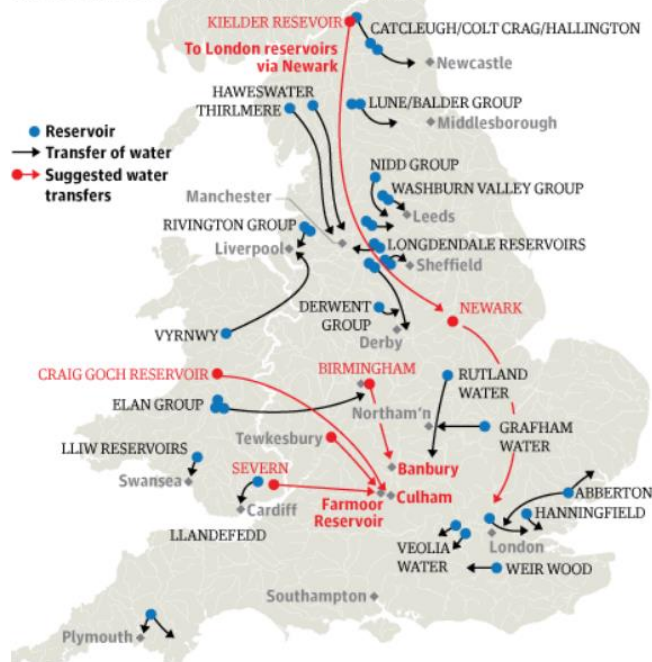 KIELDER RESEVOIR
CATCLEUGH/COLT CRAG/HALLINGTON
To London reservoirs
via Newark
Newcastle
HAWESWATER
THIRLMERE
LUNE/BALDER GROUP
Middlesborough
Reservoir
Transfer of water
Suggested water
transfers
NIDD GROUP
WASHBURN VALLEY GROUP
Manchester
Leeds
RIVINGTON GROUP
Liverpool
LONGDENDALE RESERVOIRS
Sheffield
DERWENT
GROUP
NEWARK
Derby
VYRNWY
CRAIG GOCH RESERVOIR
BIRMINGHAM
RUTLAND
WATER
ELAN GROUP
Northam'n
GRAFHAM
WATER
Tewkesbury
LLIW RESERVOIRS
SEVERN
Banbury
Swansea
Culham
Farmoor
Reservoir
Cardiff
ABBERTON
HANNINGFIELD
LLANDEFEDD
London
VEOLIA
WATER
WEIR WOOD
Southampton
Plymouth